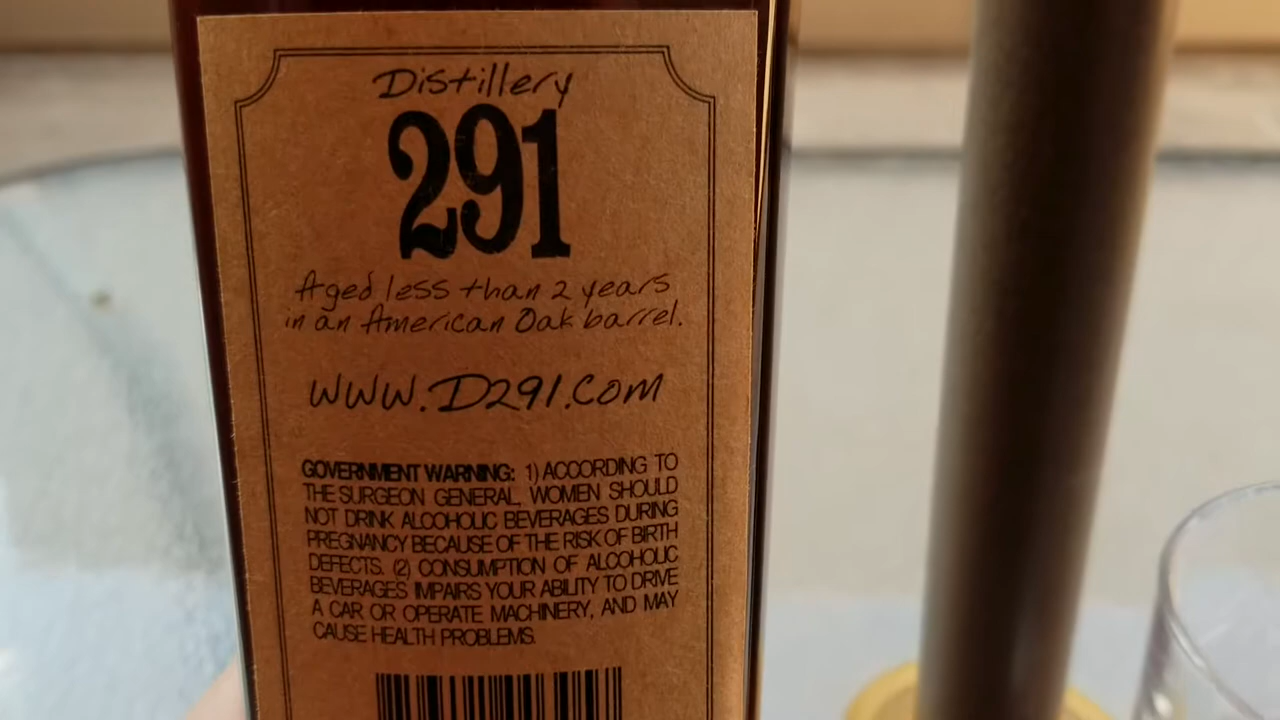 Distillery
291
Aged less than 2 years
in an American Oak barrel.
WWW.D291.COM
GOVERNMENT WARNING: 1) ACCORDING TO
THE SURGEON GENERAL, WOMEN SHOULD
NOT DRINK ALCOHOLIC BEVERAGES DURING
PREGNANCY BECAUSE OF THE RISK OF BIRTH
DEFECTS. (2) CONSUMPTION OF ALCOHOLIC
BEVERAGES IMPAIRS YOUR ABILITY TO DRIVE
A CAR OR OPERATE MACHINERY, AND MAY
CAUSE HEALTH PROBLEMS.